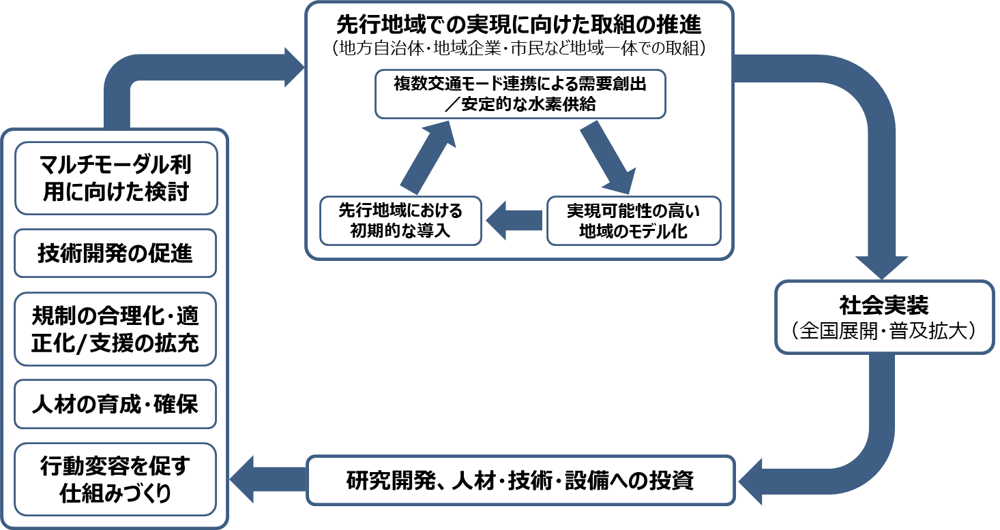 先行地域での実現に向けた取組の推進
（地方自治体・地域企業・市民など地域一体での取組）
複数交通モード連携による需要創出
／安定的な水素供給
先行地域における
初期的な導入
実現可能性の高い
地域のモデル化
マルチモーダル利
用に向けた検討
技術開発の促進
規制の合理化・適
正化/支援の拡充
人材の育成・確保
行動変容を促す
仕組みづくり
社会実装
（全国展開・普及拡大）
研究開発、人材・技術・設備への投資